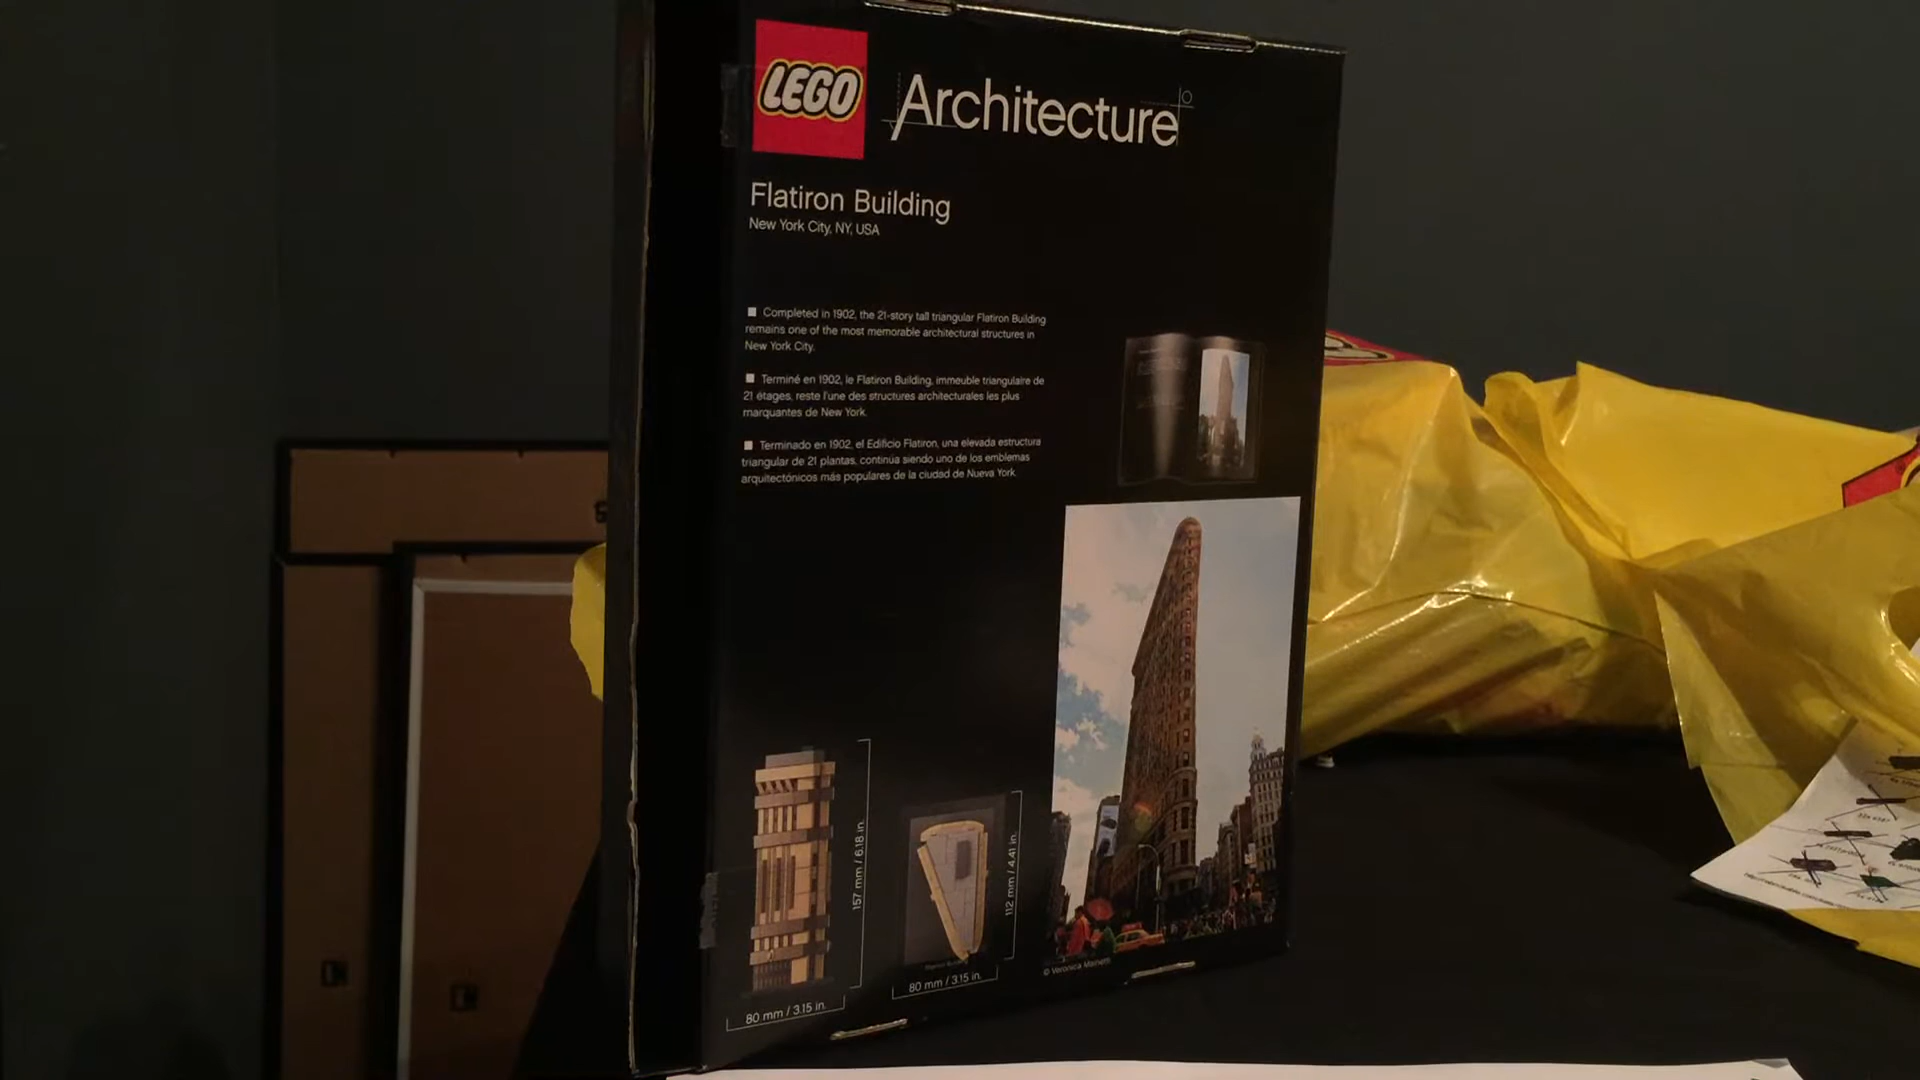 LEGO
Architecture
Flatiron Building
New York City, NY, USA
Completed in 1902, the 21-story tall triangular Flatiron Building
remains one of the most memorable architectural structures in
New York City.
Terminé en 1902, le Flatiron Building, immeuble triangulaire de
21 étages, reste l'une des structures architecturales les plus
marquantes de New York.
Terminado en 1902, el Edificio Flatiron, una elevada estructura
triangular de 21 plantas, continúa siendo uno de los emblemas
arquitectónicos más populares de la ciudad de Nueva York.
157 mm / 6.18 in.
112 mm / 4.41 in.
80 mm / 3.15 in.
80 mm / 3.15 in.
© Veronica